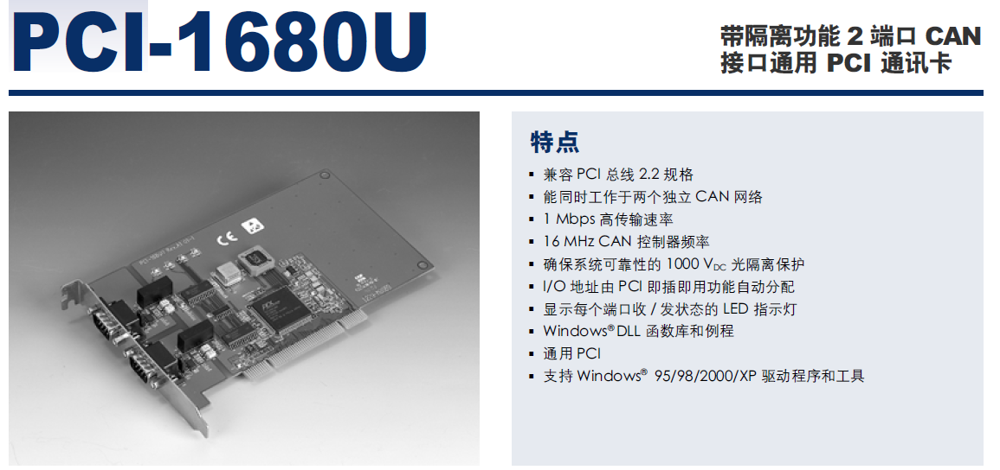 PCI-1680U
带隔离功能 2 端口 CAN
接口通用 PCI 通讯卡
特点
▪ 兼容 PCI 总线 2.2 规格
▪ 能同时工作于两个独立 CAN 网络
▪ 1 Mbps 高传输速率
▪ 16 MHz CAN 控制器频率
▪ 确保系统可靠性的 1000 VDC 光隔离保护
▪ I/O 地址由 PCI 即插即用功能自动分配
▪ 显示每个端口收 / 发状态的 LED 指示灯
▪ Windows® DLL 函数库和例程
▪ 通用 PCI
▪ 支持 Windows® 95/98/2000/XP 驱动程序和工具
CE